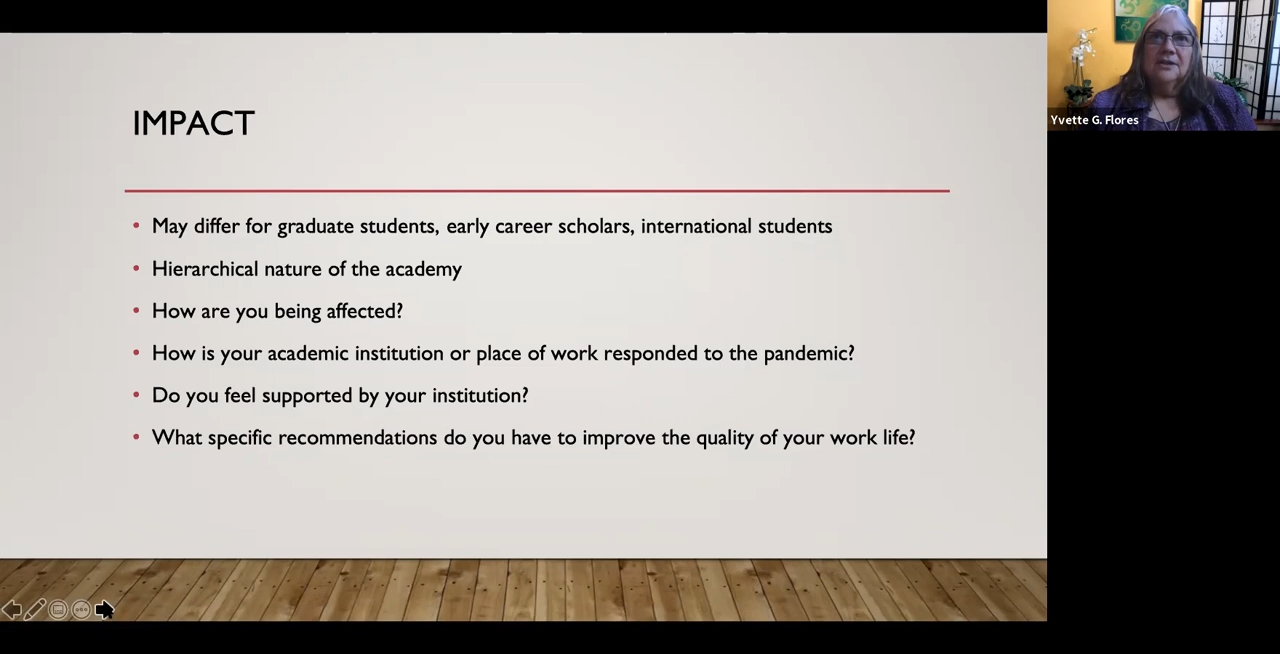 IMPACT
May differ for graduate students, early career scholars, international students
Hierarchical nature of the academy
How are you being affected?
How is your academic institution or place of work responded to the pandemic?
Do you feel supported by your institution?
What specific recommendations do you have to improve the quality of your work life?
Yvette G. Flores